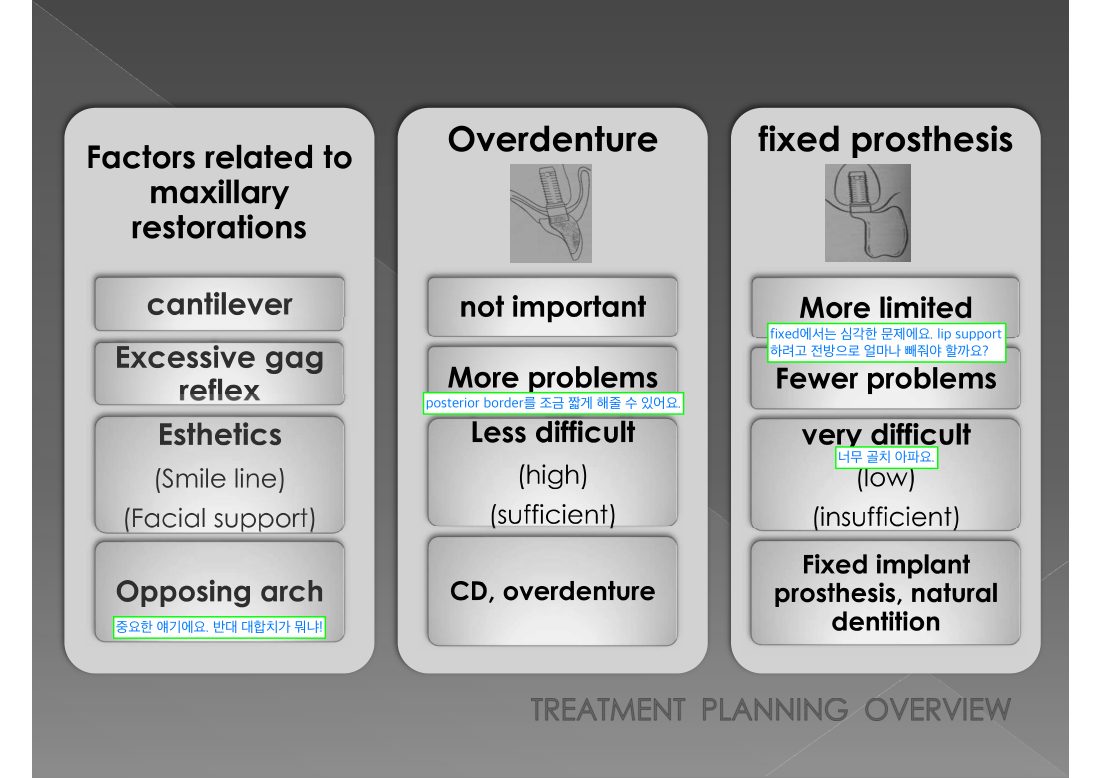 Factors related to
maxillary
restorations
cantilever
Excessive gag
reflex
Esthetics
(Smile line)
(Facial support)
Opposing arch
중요한 얘기에요. 반대 대합치가 뭐냐!
Overdenture
not important
More problems
posterior border를 조금 짧게 해줄 수 있어요.
Less difficult
(high)
(sufficient)
CD, overdenture
fixed prosthesis
More limited
fixed에서는 심각한 문제에요. lip support
하려고 전방으로 얼마나 빼줘야 할까요?
Fewer problems
very difficult
너무 골치 아파요.
(low)
(insufficient)
Fixed implant
prosthesis, natural
dentition
TREATMENT PLANNING OVERVIEW